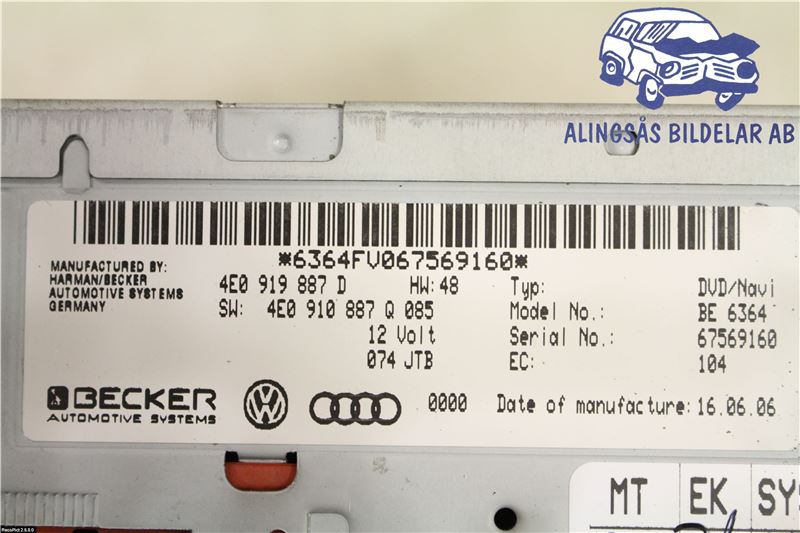 ALINGSÅS BILDELAR AB
*6364FV067569160*
MANUFACTURED BY:
HARMAN/BECKER
AUTOMOTIVE SYSTEMS
GERMANY
4E0 919 887 D HW:48
SW: 4E0 910 887 Q 085
12 Volt
074 JTB
Typ: DVD/Navi
Model No.: BE 6364
Serial No.: 67569160
EC: 104
BECKER
AUTOMOTIVE SYSTEMS
0000 Date of manufacture: 16.06.06
MT EK SYS